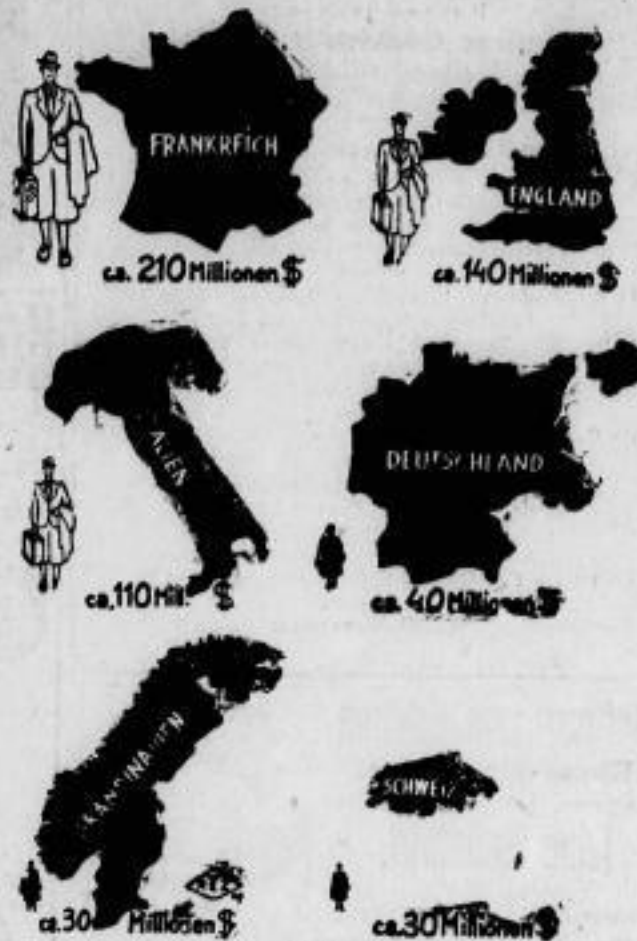 FRANKREICH
ca. 210 Millionen $
ENGLAND
ca. 140 Millionen $
ca. 110 Mill. $
DEUTSCHLAND
ca. 40 Millionen $
ca. 30 Millionen $
SCHWEIZ
ca. 30 Millionen $